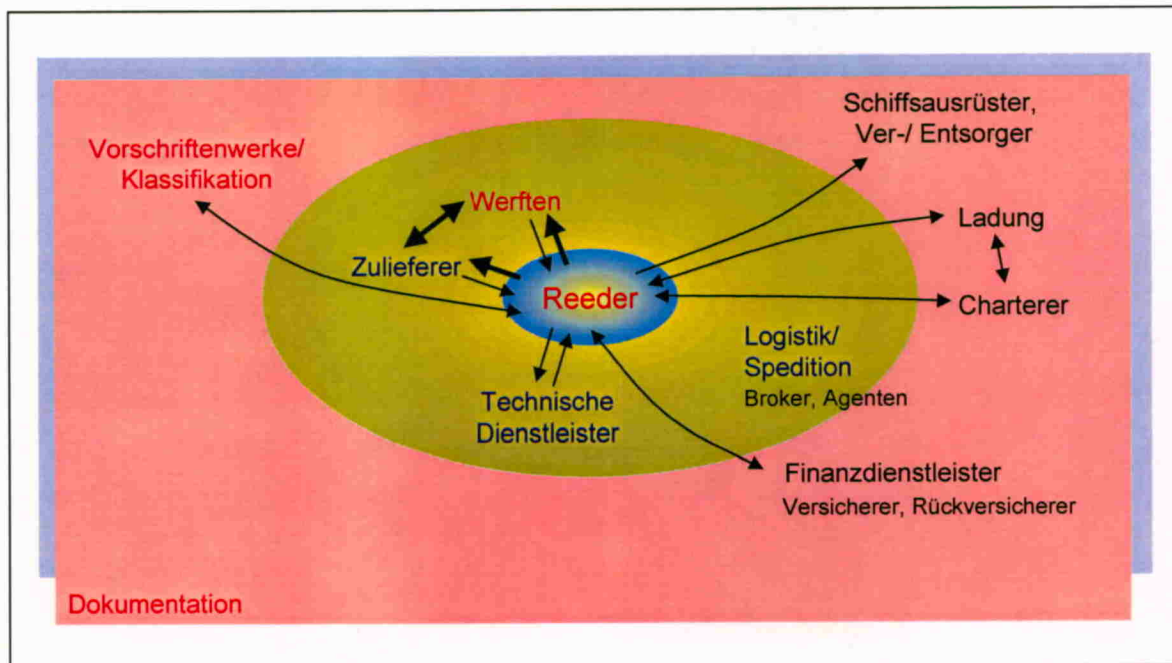 Schiffsausrüster,
Ver-/ Entsorger
Vorschriftenwerke/
Klassifikation
Werften
Ladung
Zulieferer
Reeder
Charterer
Logistik/
Spedition
Broker, Agenten
Technische
Dienstleister
Finanzdienstleister
Versicherer, Rückversicherer
Dokumentation